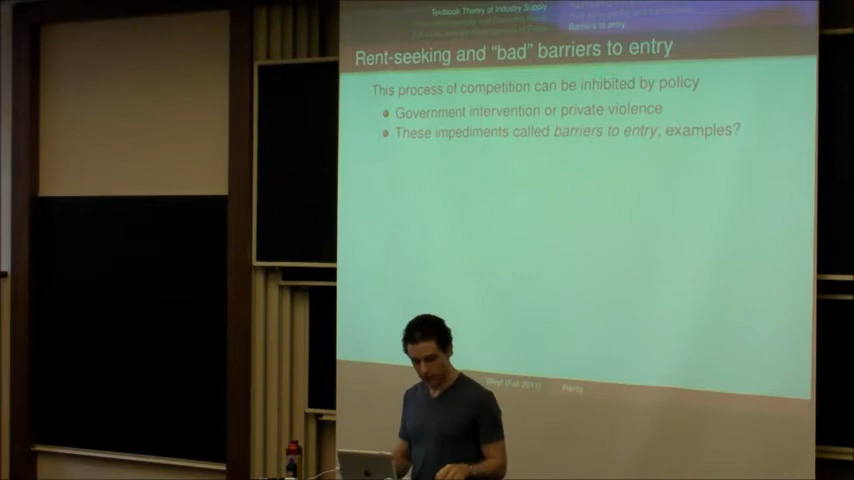 Textbook Theory of Industry Supply
Barriers to entry
Rent-seeking and "bad" barriers to entry
This process of competition can be inhibited by policy
Government intervention or private violence
These impediments called barriers to entry, examples?
(Fall 2011) Rents